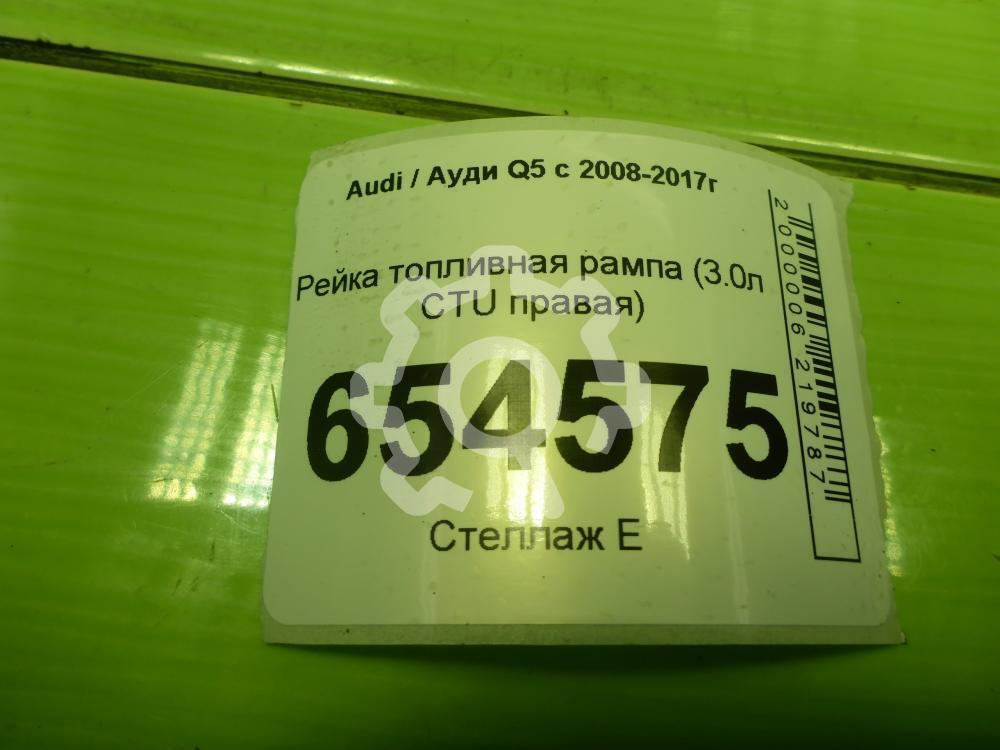 Audi / Ауди Q5 с 2008-2017г
Рейка топливная рампа (3.0л
CTU правая)
654575
Стеллаж Е
2000006219787